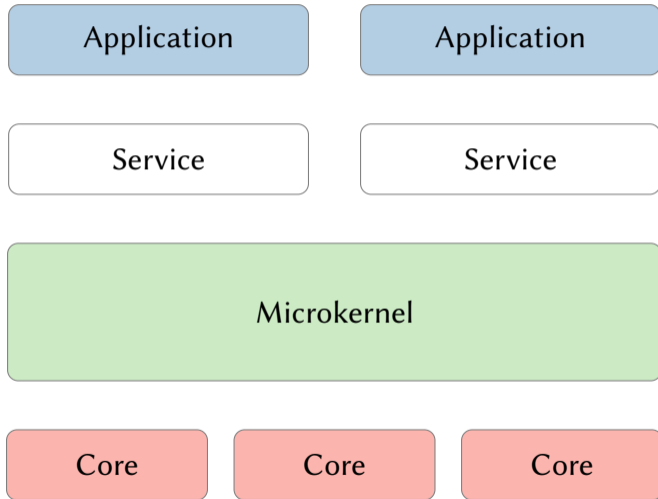 Application Application
Service Service
Microkernel
Core Core Core